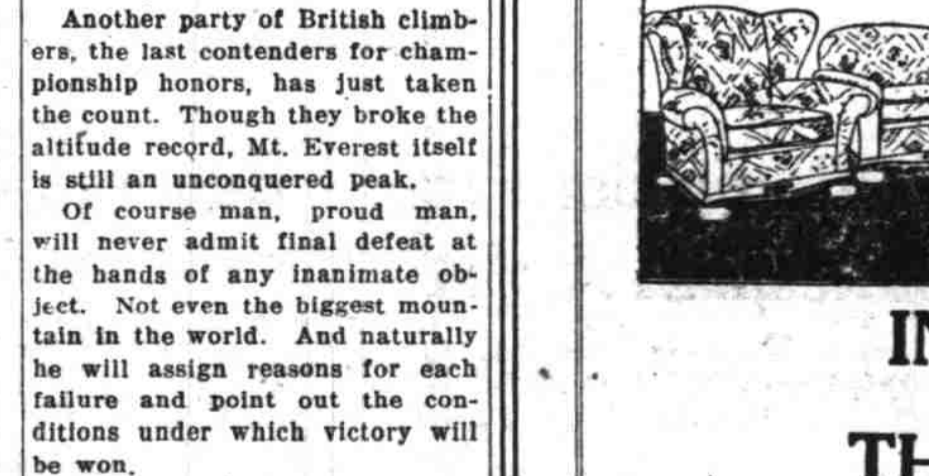 Another party of British climb-
ers, the last contenders for cham-
pionship honors, has just taken
the count. Though they broke the
altitude record, Mt. Everest itself
is still an unconquered peak.
Of course man, proud man,
will never admit final defeat at
the hands of any inanimate ob-
ject. Not even the biggest moun-
tain in the world. And naturally
he will assign reasons for each
failure and point out the con-
ditions under which victory will
be won.